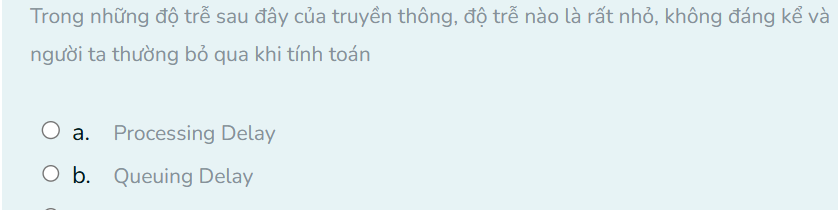 Trong những độ trễ sau đây của truyền thông, độ trễ nào là rất nhỏ, không đáng kể và
người ta thường bỏ qua khi tính toán
a. Processing Delay
b. Queuing Delay